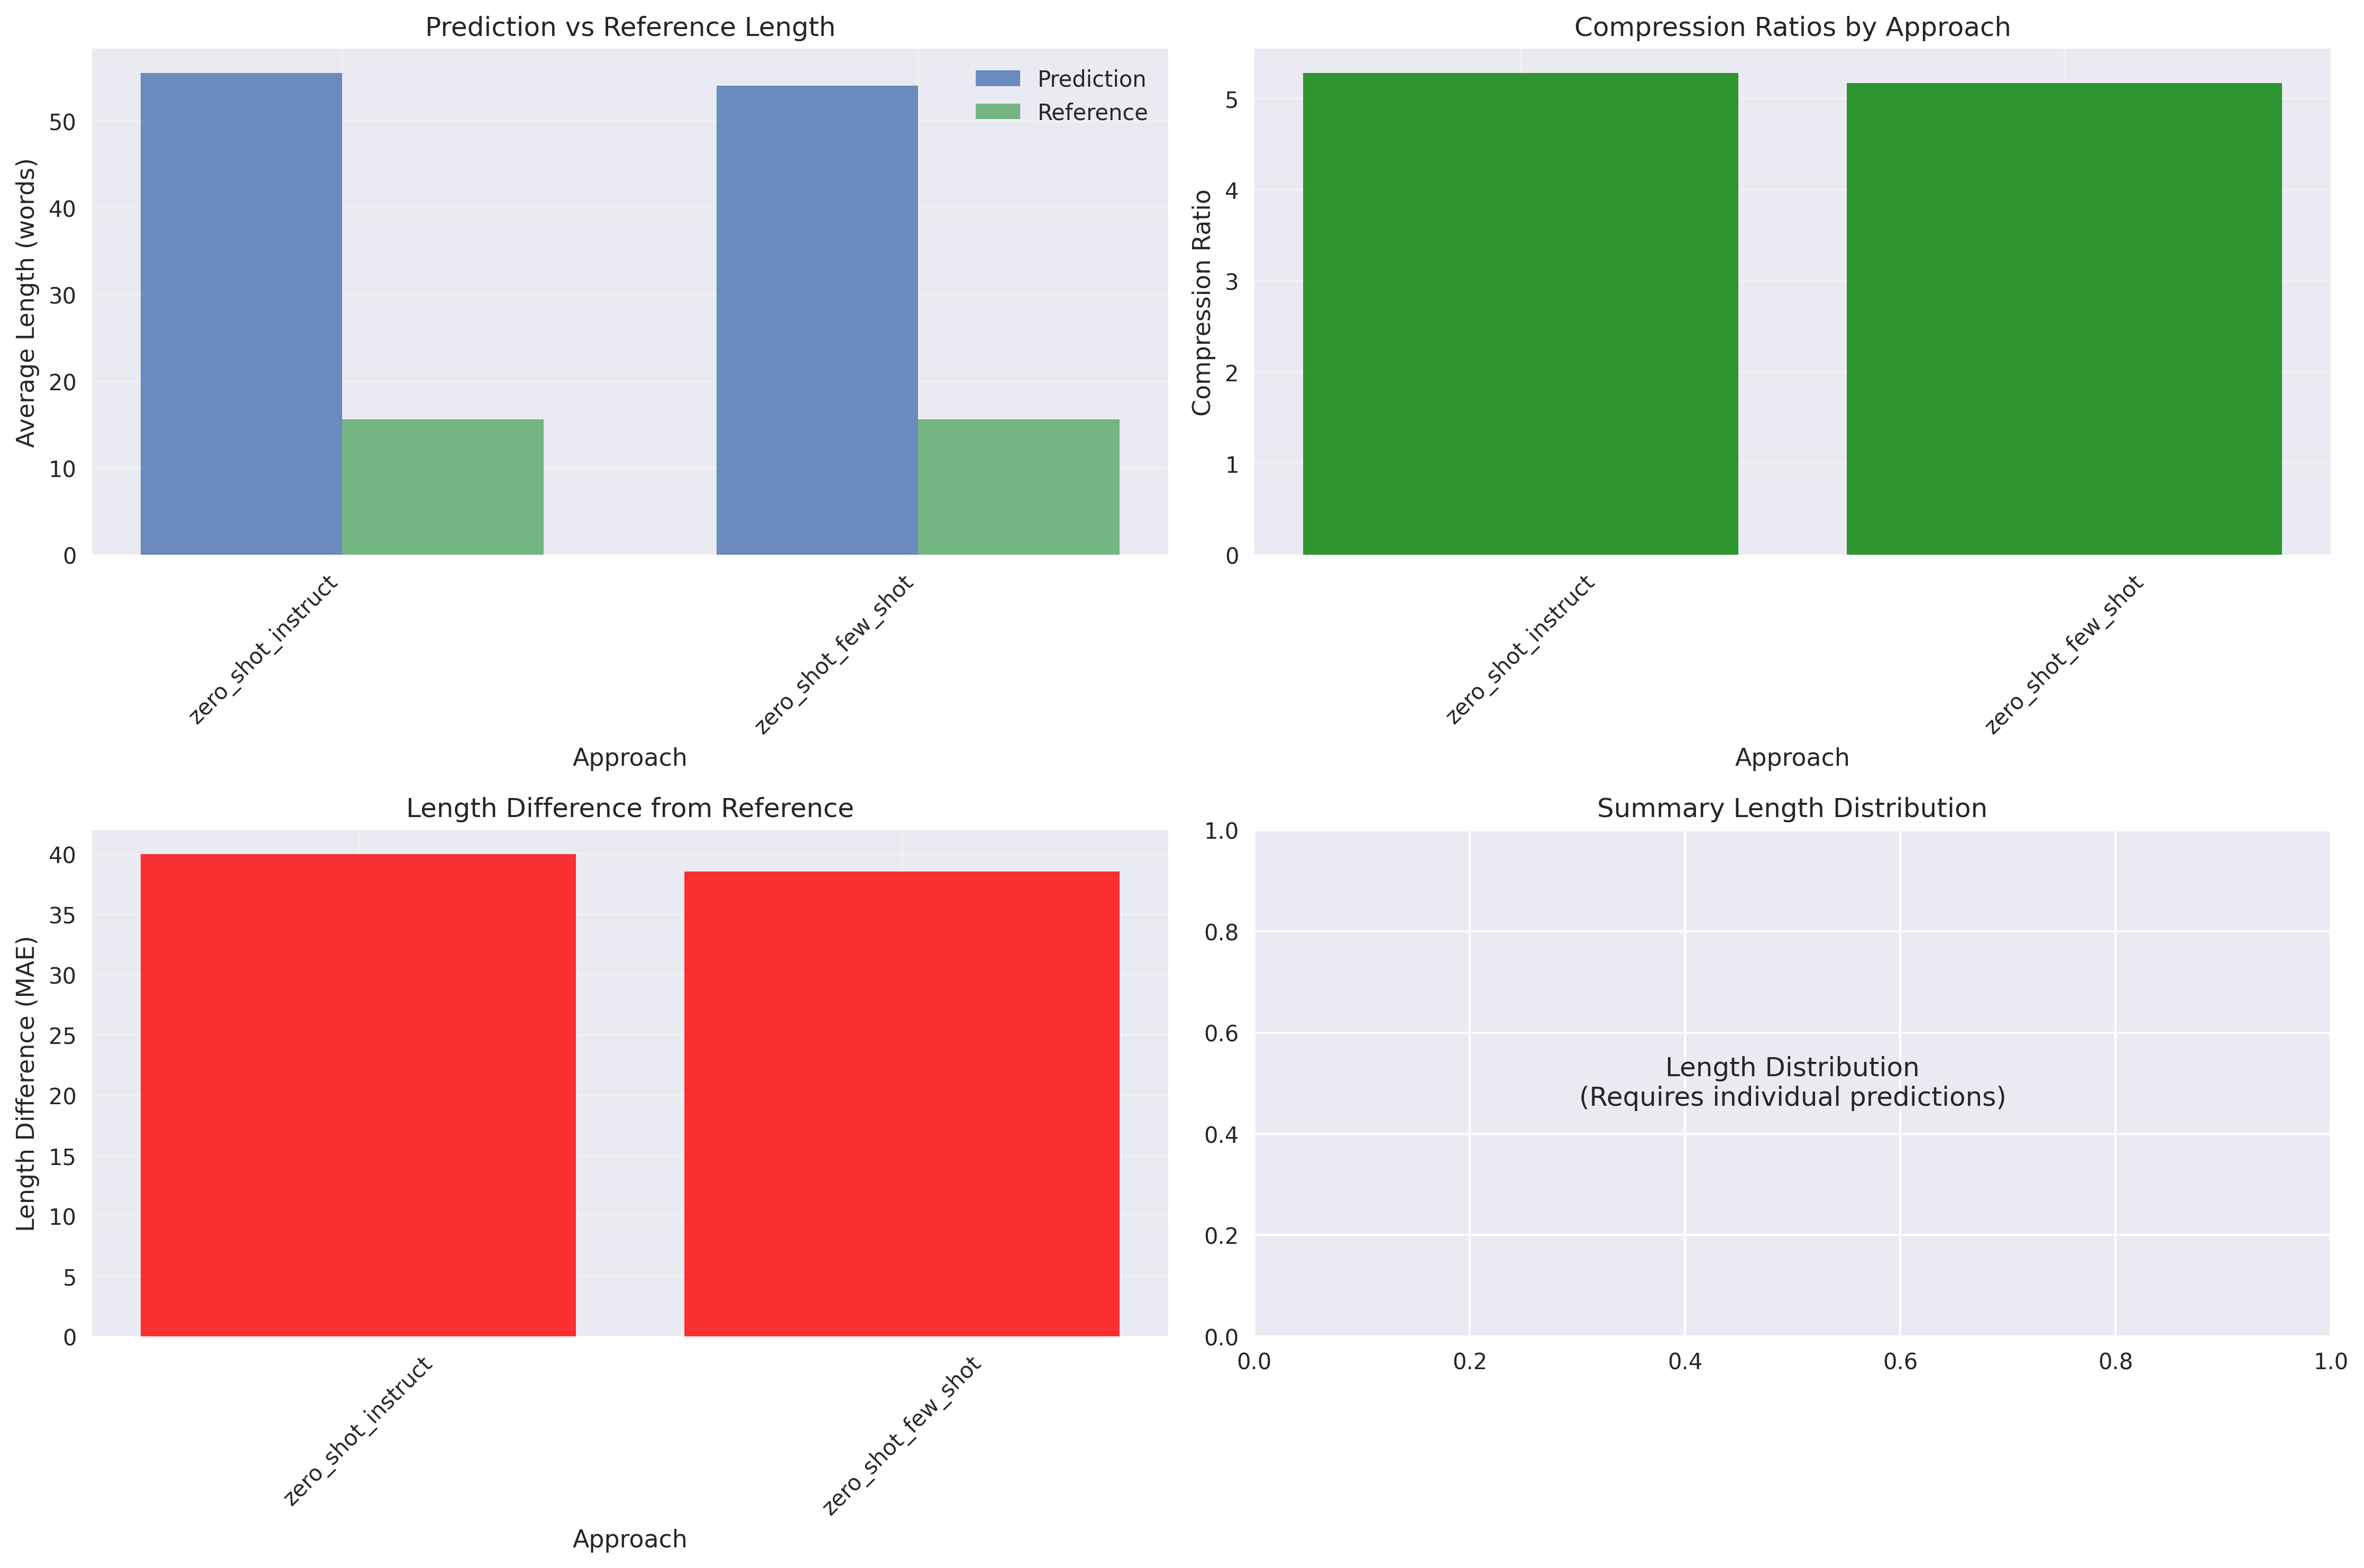 Prediction vs Reference Length
Average Length (words)
50
40
30
20
10
0
Prediction
Reference
zero_shot_instruct
zero_shot_few_shot
Approach
Compression Ratios by Approach
Compression Ratio
5
4
3
2
1
0
zero_shot_instruct
zero_shot_few_shot
Approach
Length Difference from Reference
Length Difference (MAE)
40
35
30
25
20
15
10
5
0
zero_shot_instruct
zero_shot_few_shot
Approach
Summary Length Distribution
1.0
0.8
0.6
0.4
0.2
0.0
Length Distribution
(Requires individual predictions)
0.0 0.2 0.4 0.6 0.8 1.0